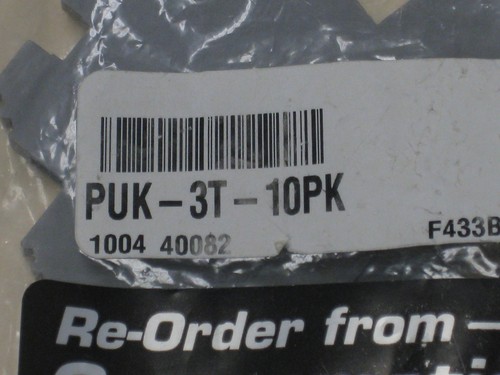 PUK-3T-10PK
1004 40082
F433B
Re-Order from -